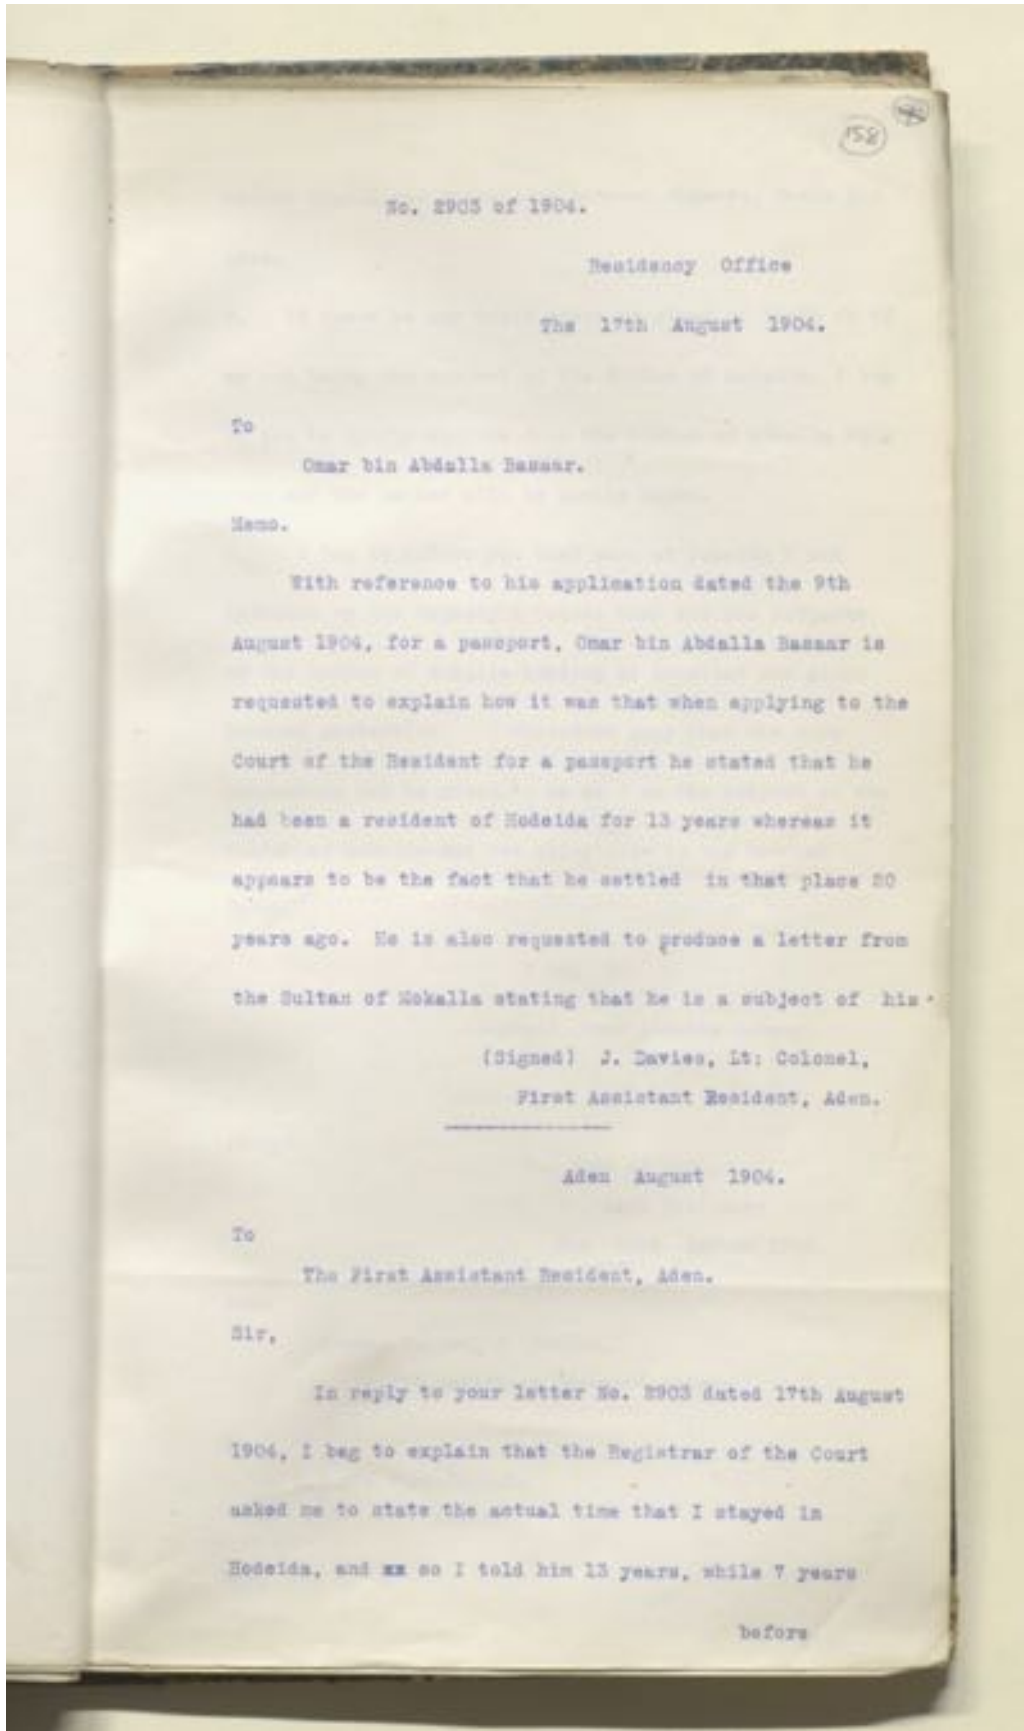 158
No. 2903 of 1904.
Residency Office
The 17th August 1904.
To
Omar bin Abdalla Basaar.
Memo.
With reference to his application dated the 9th
August 1904, for a passport, Omar bin Abdalla Basaar is
requested to explain how it was that when applying to the
Court of the Resident for a passport he stated that he
had been a resident of Hodeida for 13 years whereas it
appears to be the fact that he settled in that place 20
years ago. He is also requested to produce a letter from
the Sultan of Mokalla stating that he is a subject of his.
(Signed) J. Davies, Lt: Colonel,
First Assistant Resident, Aden.
Aden August 1904.
To
The First Assistant Resident, Aden.
Sir,
In reply to your letter No. 2903 dated 17th August
1904, I beg to explain that the Registrar of the Court
asked me to state the actual time that I stayed in
Hodeida, and xx so I told him 13 years, while 7 years
before